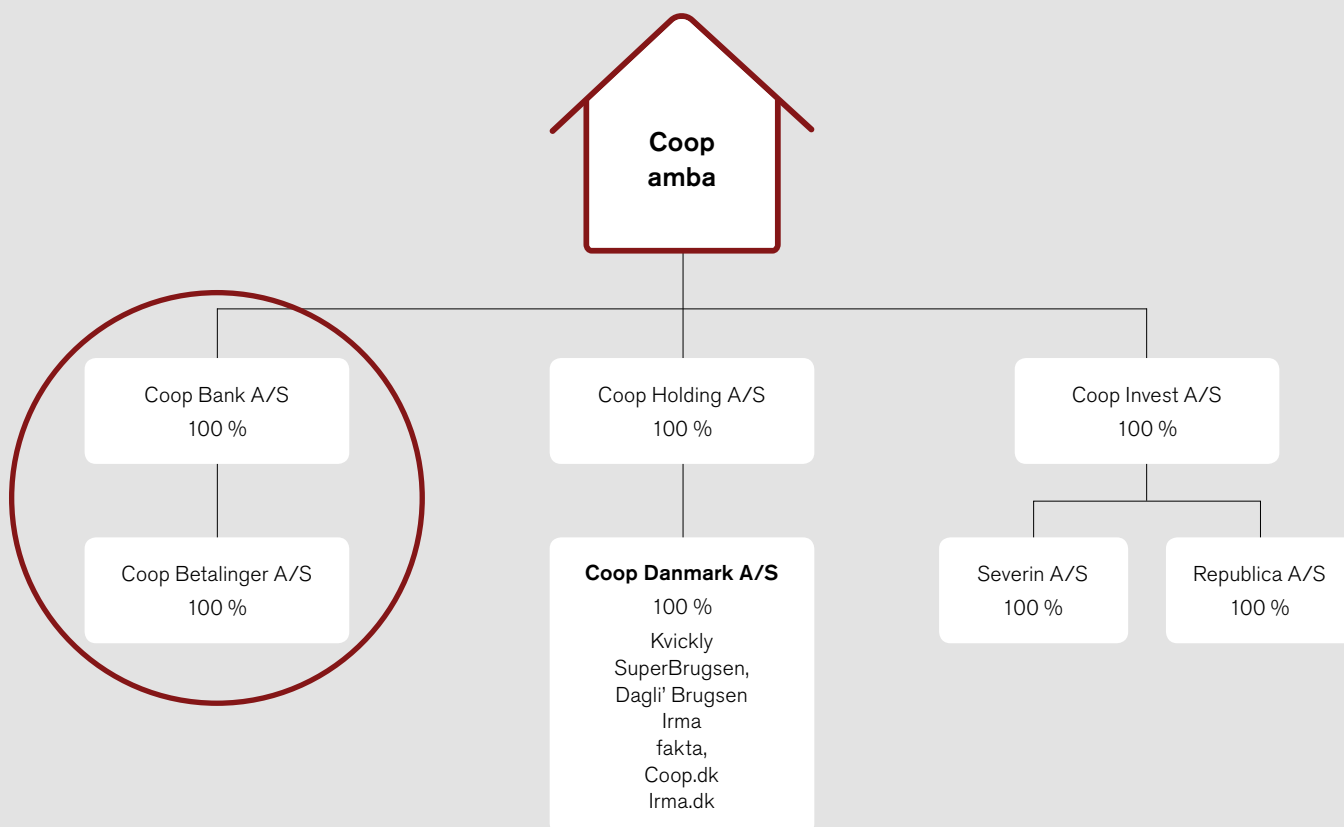 Coop
amba
Coop Bank A/S
100 %
Coop Holding A/S
100 %
Coop Invest A/S
100 %
Coop Betalinger A/S
100 %
Coop Danmark A/S
100 %
Kvickly
SuperBrugsen,
Dagli’ Brugsen
Irma
fakta,
Coop.dk
Irma.dk
Severin A/S
100 %
Republica A/S
100 %